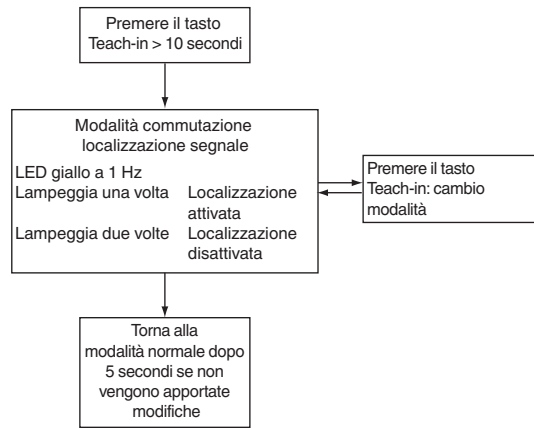 Premere il tasto
Teach-in > 10 secondi
Modalità commutazione
localizzazione segnale
LED giallo a 1 Hz
Lampeggia una volta Localizzazione
attivata
Lampeggia due volte Localizzazione
disattivata
Premere il tasto
Teach-in: cambio
modalità
Torna alla
modalità normale dopo
5 secondi se non
vengono apportate
modifiche